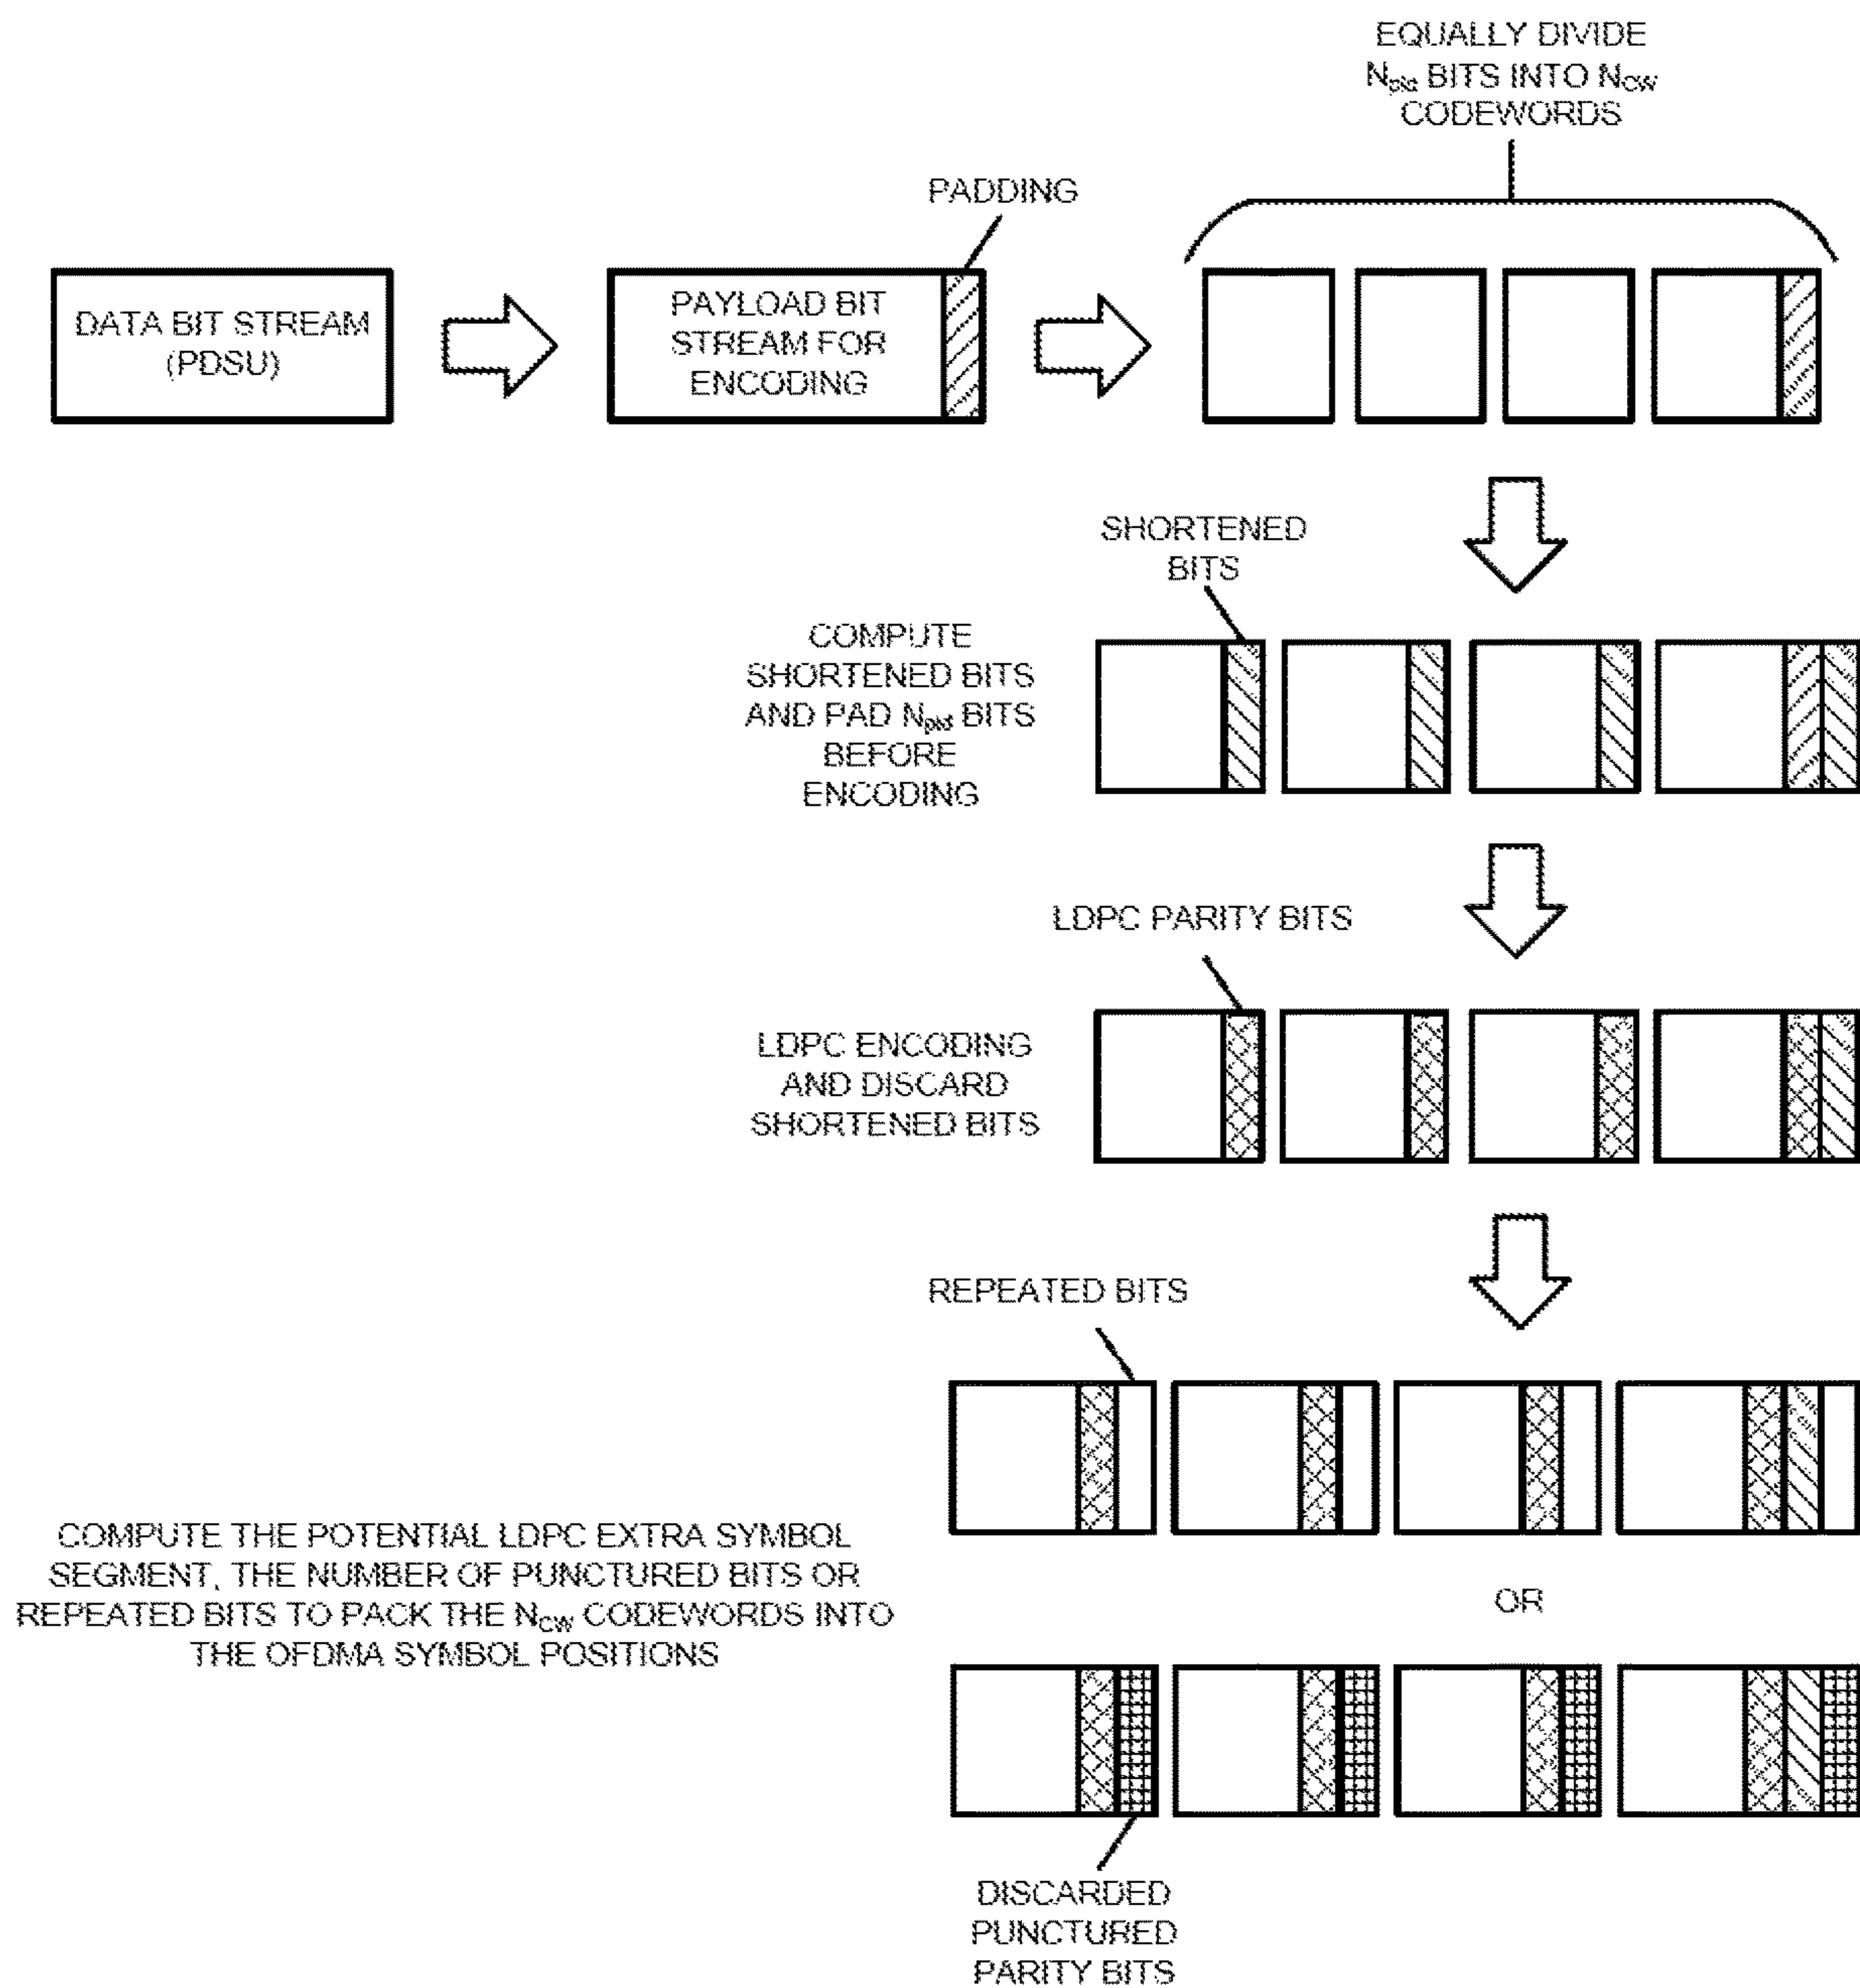 EQUALLY DIVIDE
Npld BITS INTO NCW
CODEWORDS
PADDING
DATA BIT STREAM
(PDSU)
PAYLOAD BIT
STREAM FOR
ENCODING
SHORTENED
BITS
COMPUTE
SHORTENED BITS
AND PAD Npld BITS
BEFORE
ENCODING
LDPC PARITY BITS
LDPC ENCODING
AND DISCARD
SHORTENED BITS
REPEATED BITS
COMPUTE THE POTENTIAL LDPC EXTRA SYMBOL
SEGMENT, THE NUMBER OF PUNCTURED BITS OR
REPEATED BITS TO PACK THE NCW CODEWORDS INTO
THE OFDMA SYMBOL POSITIONS
OR
DISCARDED
PUNCTURED
PARITY BITS